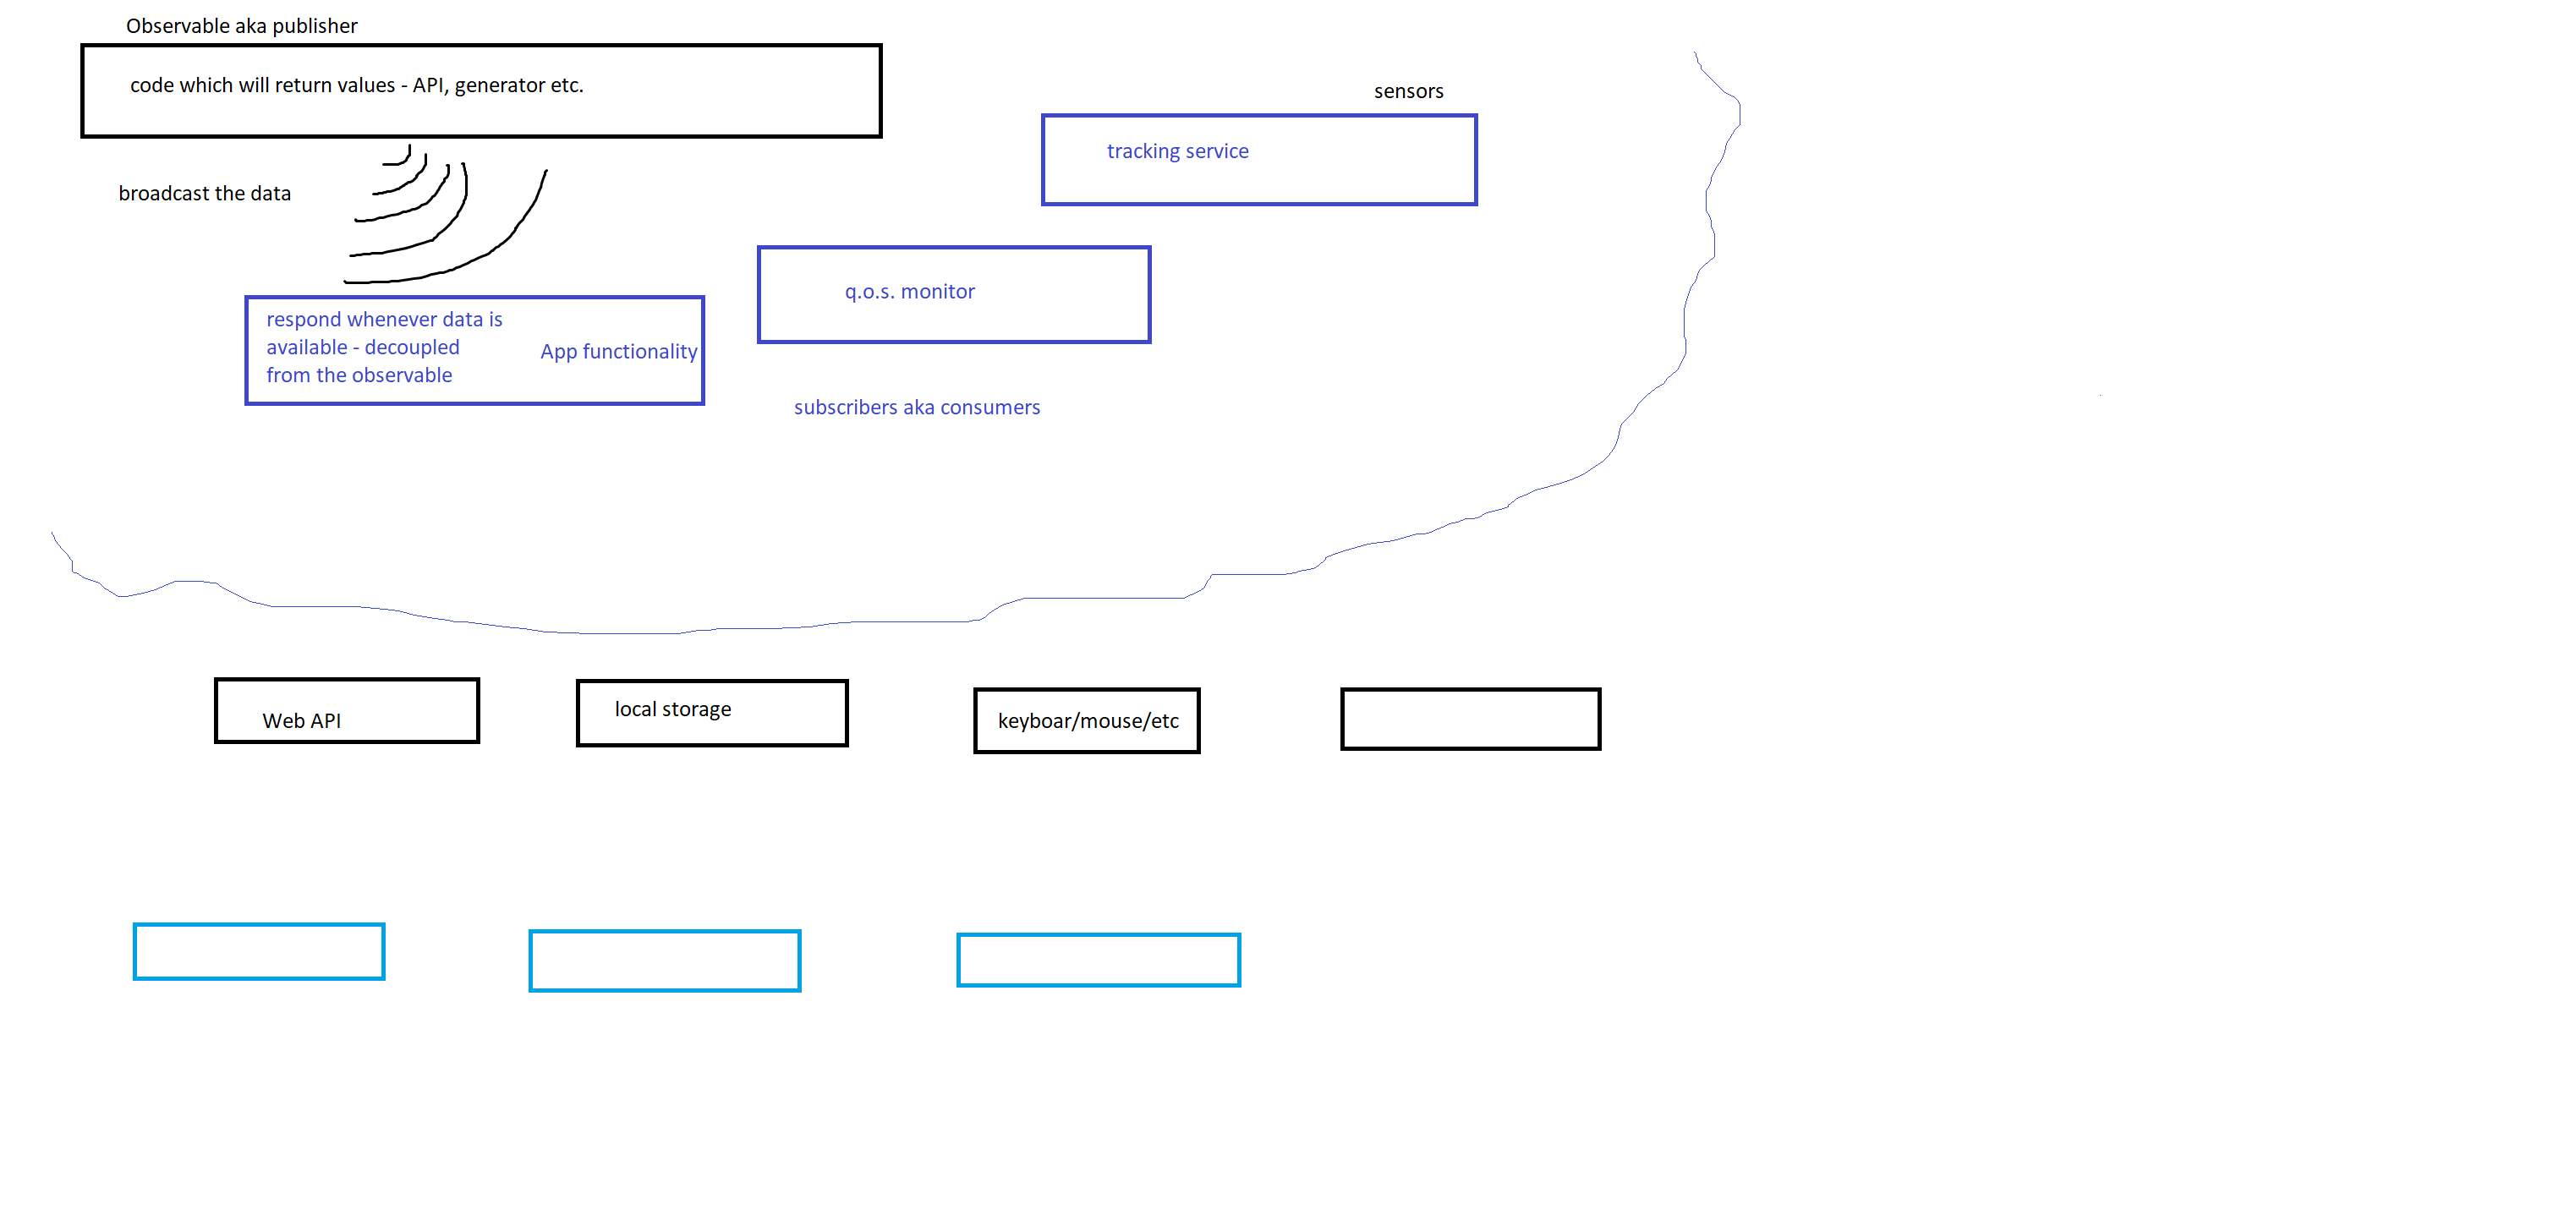 Observable aka publisher
code which will return values - API, generator etc.
sensors
tracking service
broadcast the data
q.o.s. monitor
respond whenever data is
available - decoupled
from the observable
App functionality
subscribers aka consumers
Web API
local storage
keyboar/mouse/etc